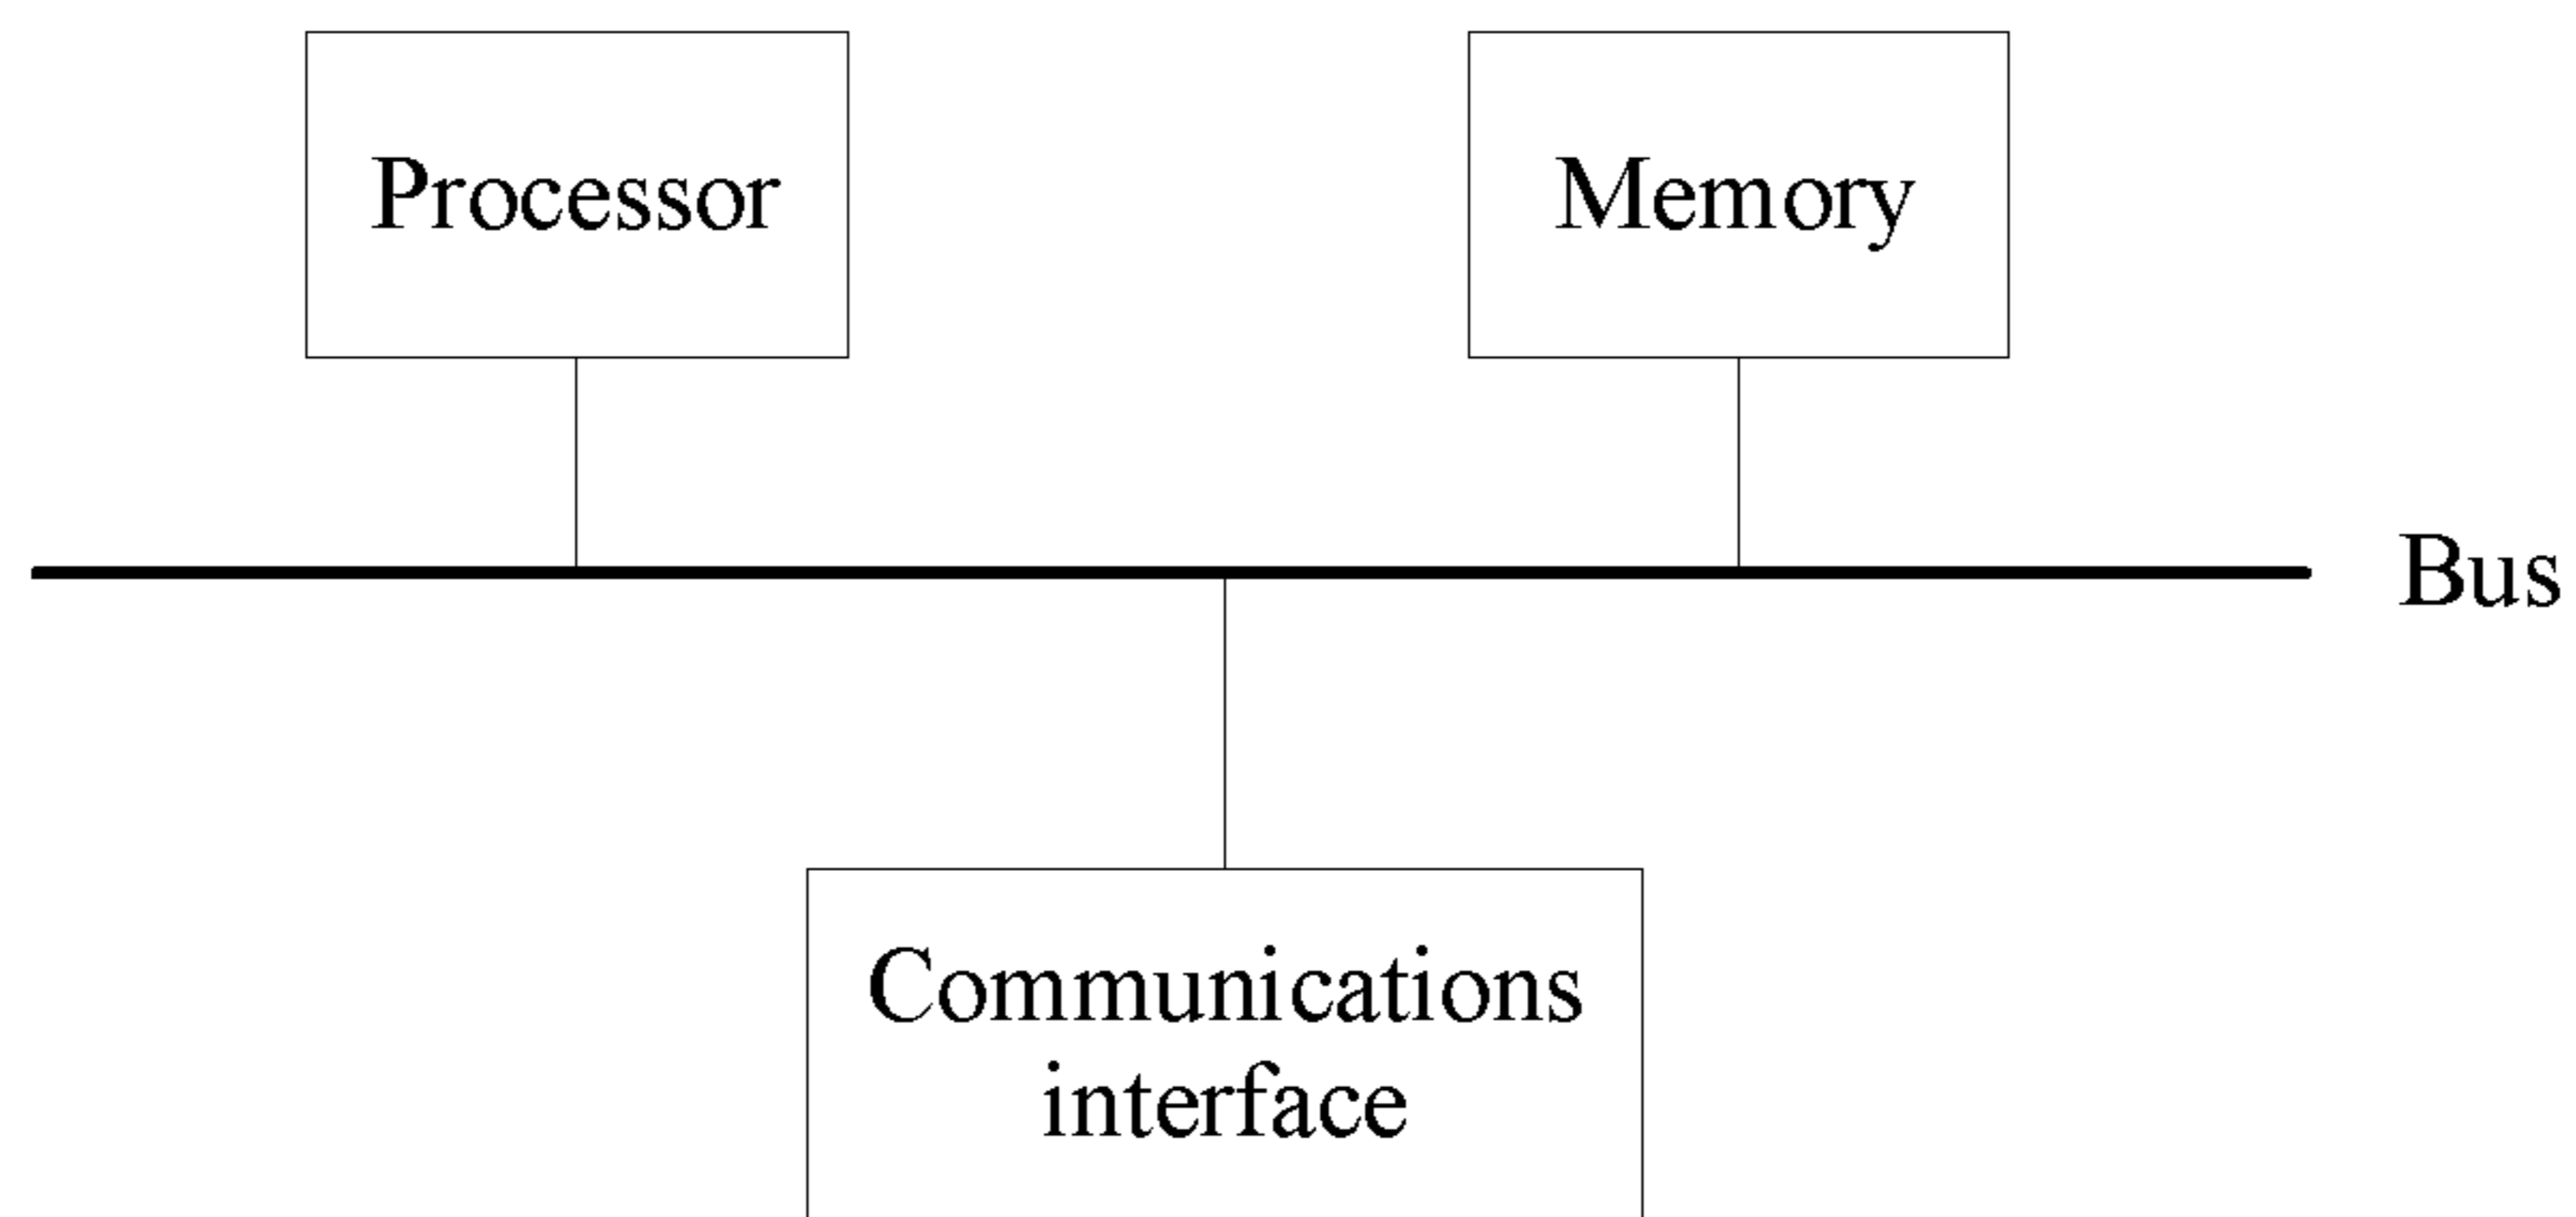 Processor
Memory
Bus
Communications
interface